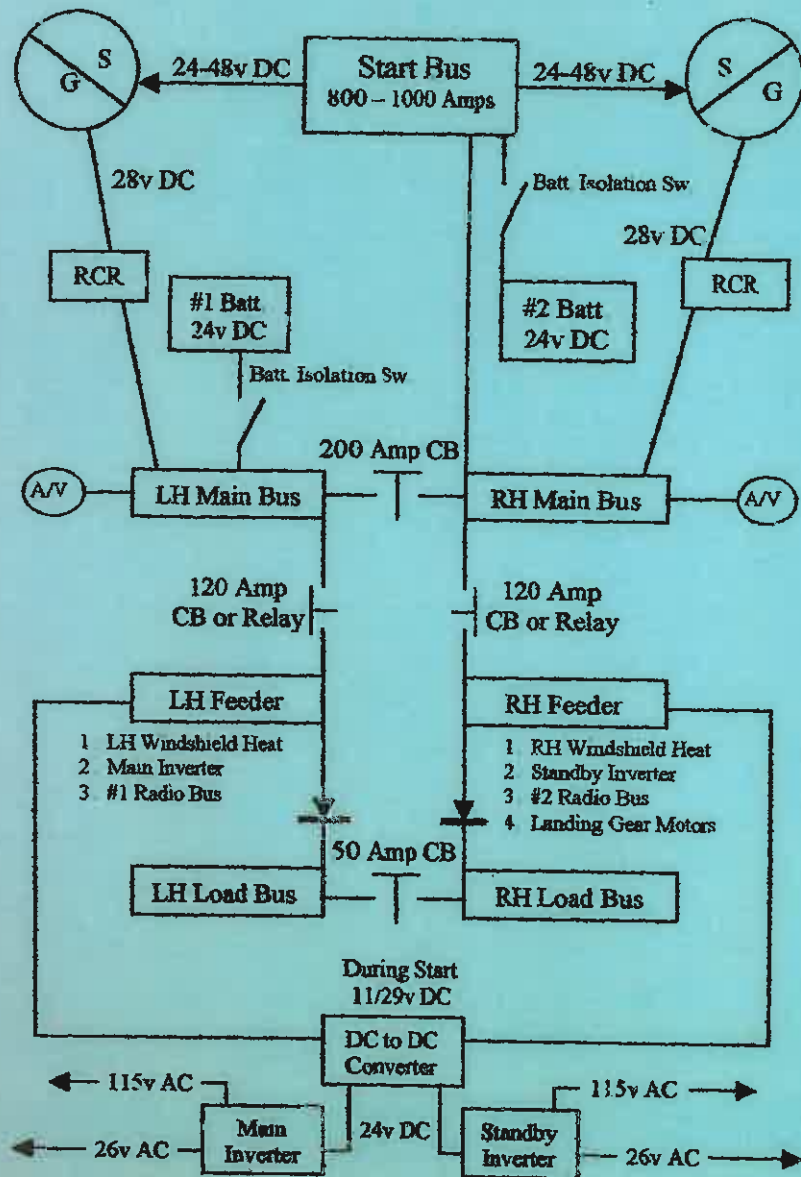 S
G
24-48v DC
Start Bus
800 – 1000 Amps
24-48v DC
S
G
28v DC
Batt Isolation Sw
28v DC
RCR
#1 Batt
24v DC
#2 Batt
24v DC
RCR
Batt. Isolation Sw
200 Amp CB
A/V
LH Main Bus
RH Main Bus
A/V
120 Amp
CB or Relay
120 Amp
CB or Relay
LH Feeder
RH Feeder
1 LH Windshield Heat
2 Main Inverter
3 #1 Radio Bus
1 RH Windshield Heat
2 Standby Inverter
3 #2 Radio Bus
4 Landing Gear Motors
50 Amp CB
LH Load Bus
RH Load Bus
During Start
11/29v DC
DC to DC
Converter
115v AC
115v AC
Main
Inverter
24v DC
Standby
Inverter
26v AC
26v AC